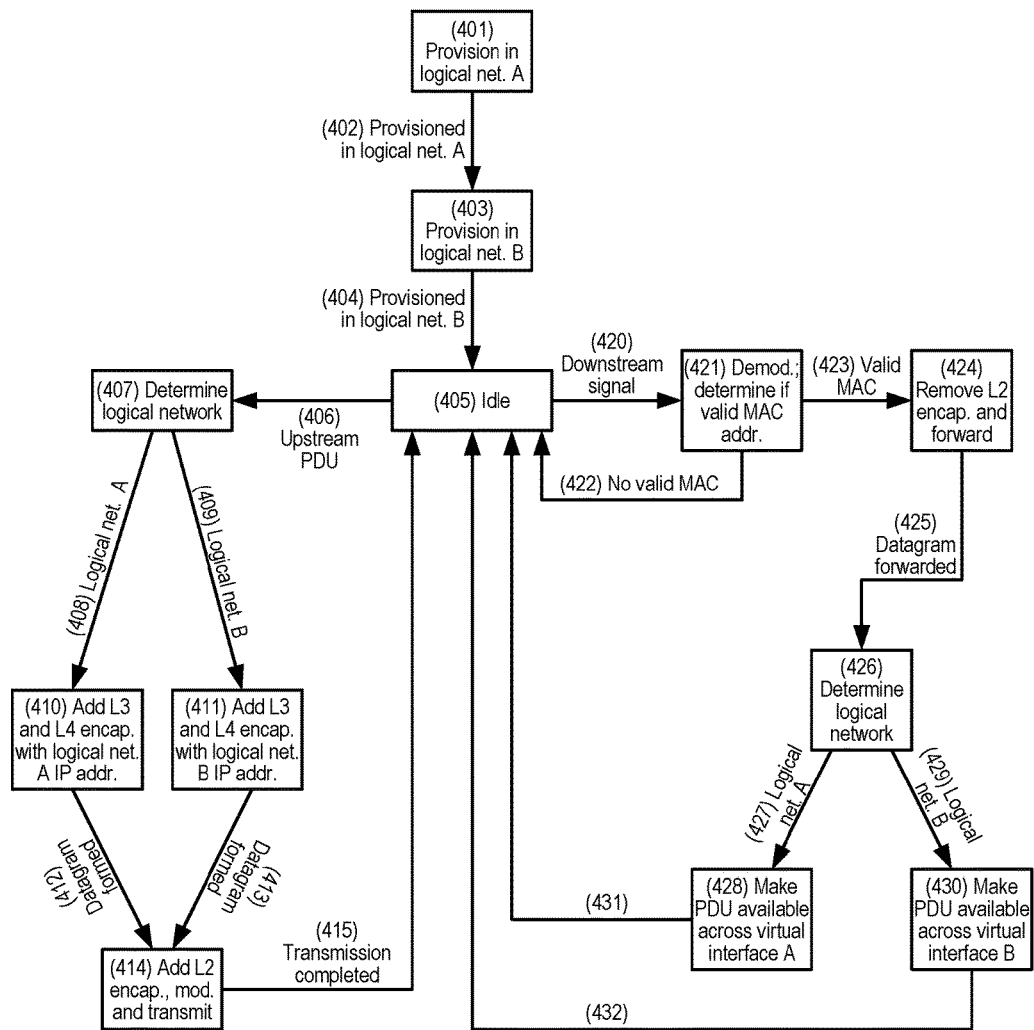 (401)
Provision in
logical net. A
(402) Provisioned
in logical net. A
(403)
Provision in
logical net. B
(404) Provisioned
in logical net. B
(405) Idle
(406)
Upstream
PDU
(407) Determine
logical network
(408) Logical net. A
(409) Logical net. B
(410) Add L3
and L4 encap.
with logical net.
A IP addr.
(411) Add L3
and L4 encap.
with logical net.
B IP addr.
(412)
Datagram
formed
(413)
Datagram
formed
(414) Add L2
encap., mod.
and transmit
(415)
Transmission
completed
(420)
Downstream
signal
(421) Demod.;
determine if
valid MAC
addr.
(422) No valid MAC
(423) Valid
MAC
(424)
Remove L2
encap. and
forward
(425)
Datagram
forwarded
(426)
Determine
logical
network
(427) Logical
net. A
(429) Logical
net. B
(428) Make
PDU available
across virtual
interface A
(430) Make
PDU available
across virtual
interface B
(431)
(432)